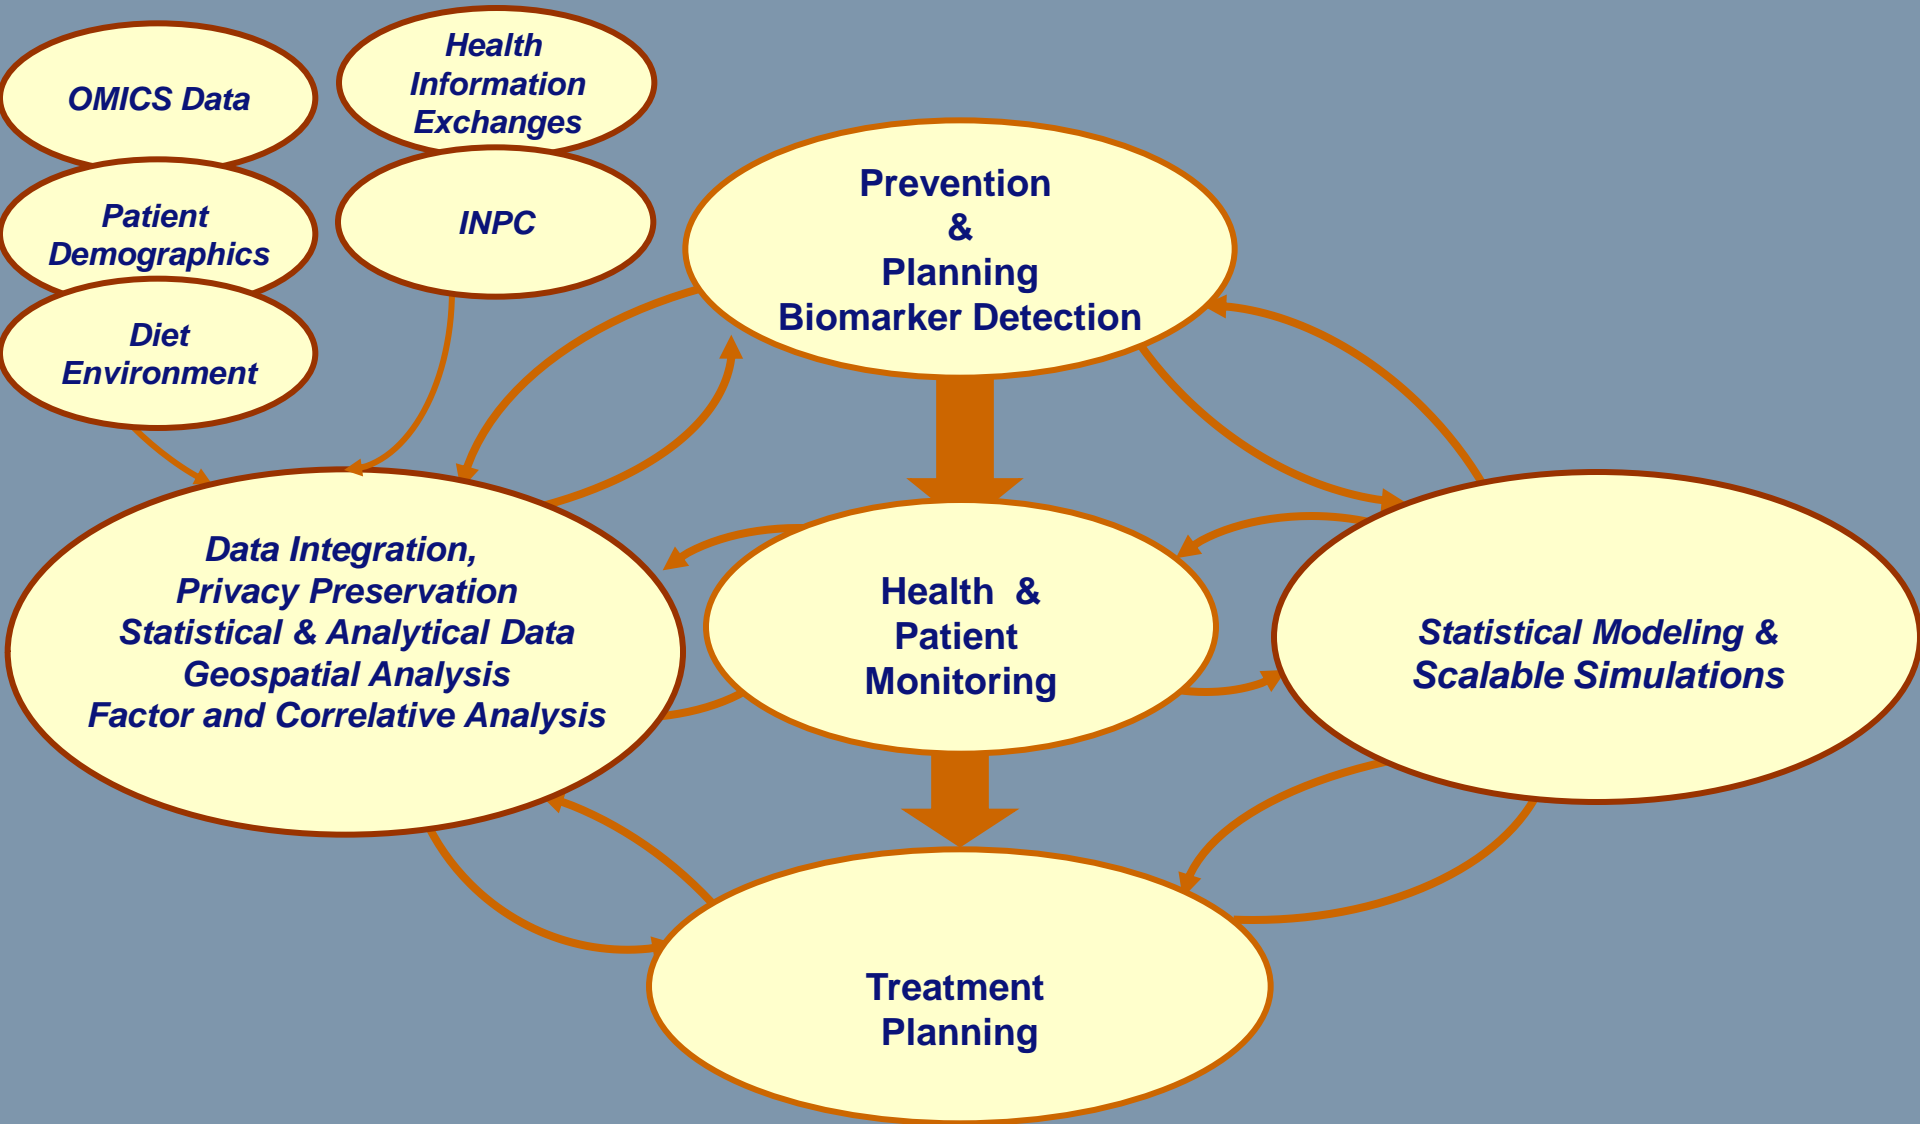 OMICS Data
Health
Information
Exchanges
Patient
Demographics
INPC
Diet
Environment
Prevention
&
Planning
Biomarker Detection
Data Integration,
Privacy Preservation
Statistical & Analytical Data
Geospatial Analysis
Factor and Correlative Analysis
Health &
Patient
Monitoring
Statistical Modeling &
Scalable Simulations
Treatment
Planning